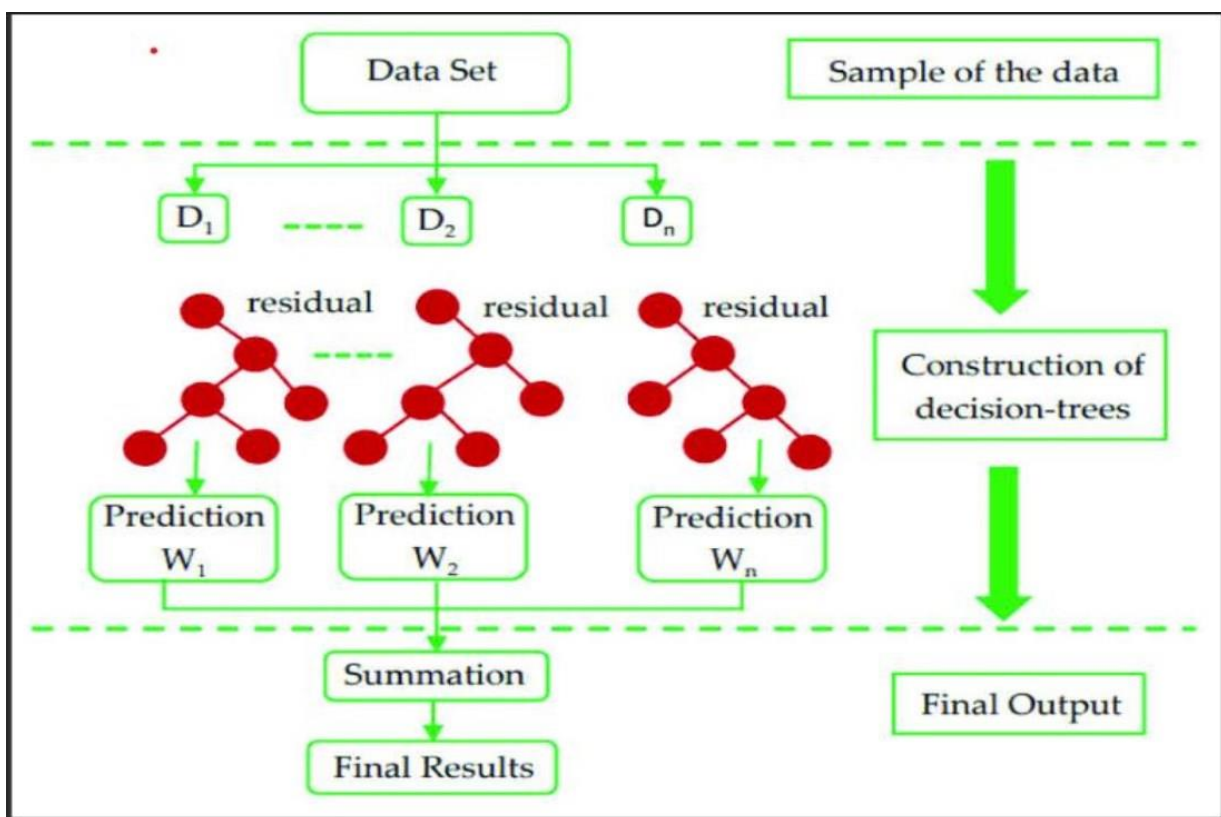 Data Set
Sample of the data
D₁
D₂
Dₙ
residual
residual
residual
Construction of
decision-trees
Prediction
W₁
Prediction
W₂
Prediction
Wₙ
Summation
Final Output
Final Results